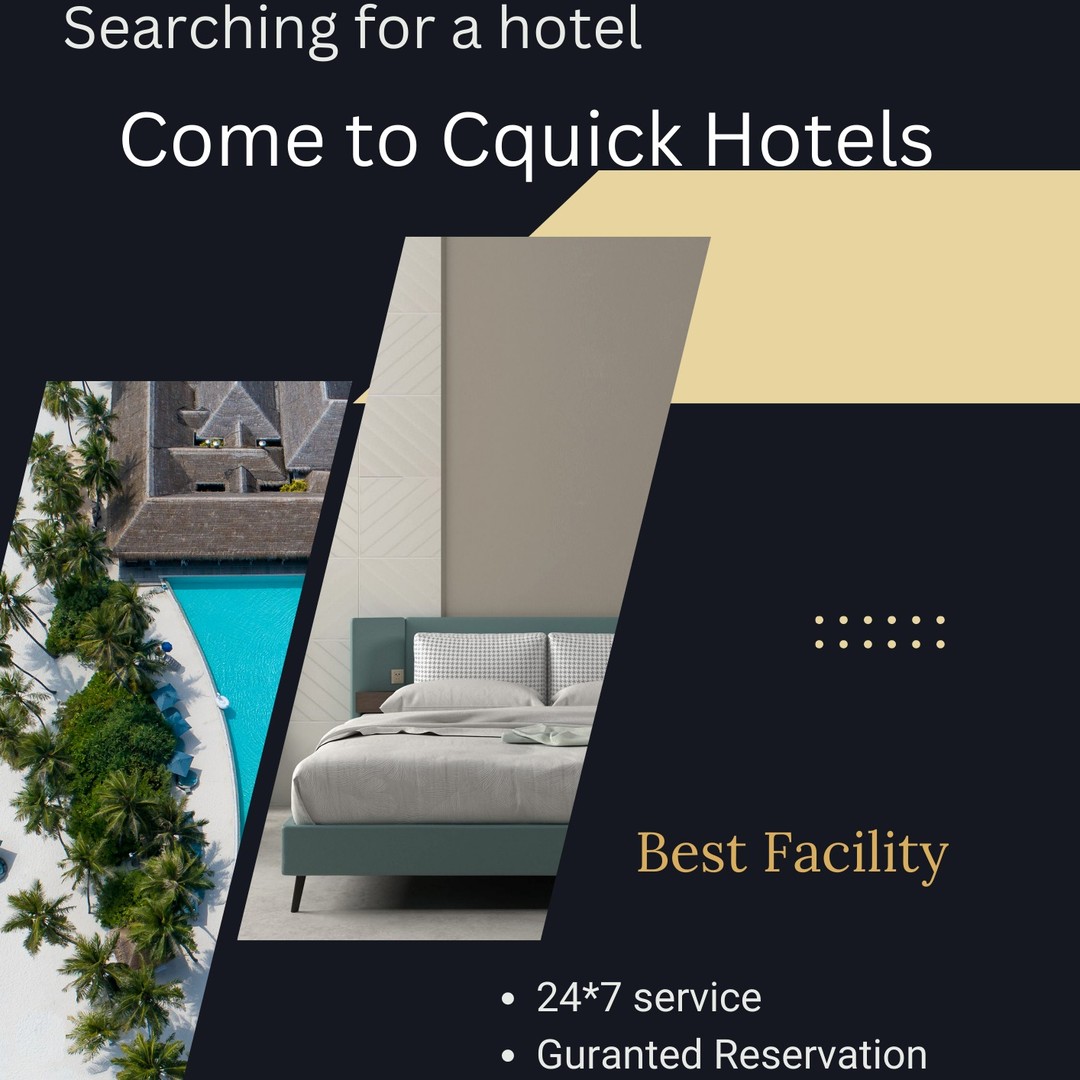 Searching for a hotel
Come to Cquick Hotels
Best Facility
24*7 service
Guranted Reservation